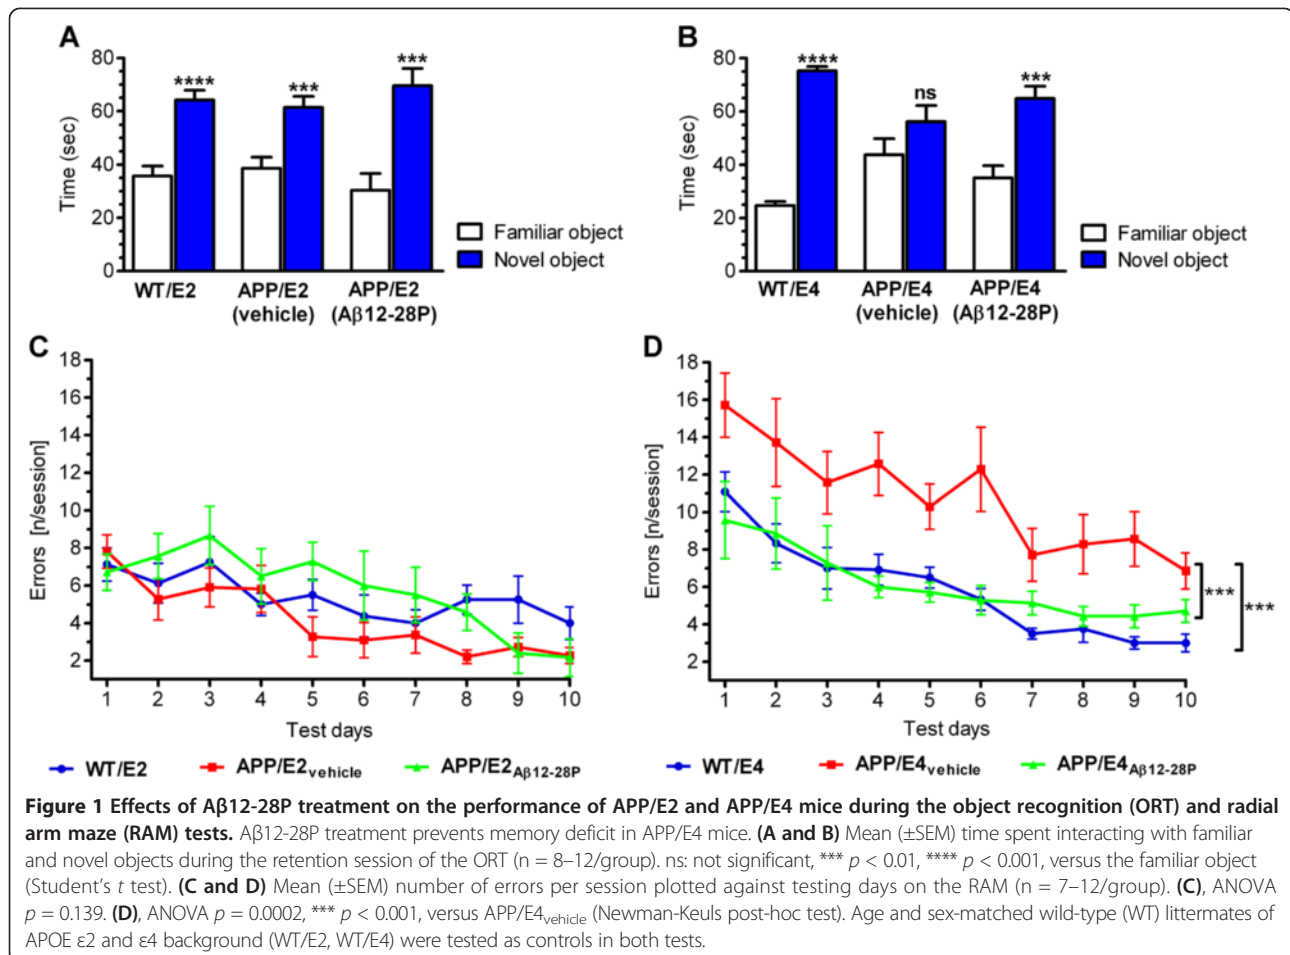 A
B
80
60
40
20
0
Time (sec)
****
***
***
WT/E2
APP/E2
(vehicle)
APP/E2
(Aβ12-28P)
Familiar object
Novel object
80
60
40
20
0
Time (sec)
****
ns
***
WT/E4
APP/E4
(vehicle)
APP/E4
(Aβ12-28P)
Familiar object
Novel object
C
18
16
14
12
10
8
6
4
2
Errors [n/session]
1 2 3 4 5 6 7 8 9 10
Test days
WT/E2 APP/E2vehicle APP/E2Aβ12-28P
D
18
16
14
12
10
8
6
4
2
Errors [n/session]
***
***
1 2 3 4 5 6 7 8 9 10
Test days
WT/E4 APP/E4vehicle APP/E4Aβ12-28P
Figure 1 Effects of Aβ12-28P treatment on the performance of APP/E2 and APP/E4 mice during the object recognition (ORT) and radial
arm maze (RAM) tests. Aβ12-28P treatment prevents memory deficit in APP/E4 mice. (A and B) Mean (±SEM) time spent interacting with familiar
and novel objects during the retention session of the ORT (n = 8–12/group). ns: not significant, *** p < 0.01, **** p < 0.001, versus the familiar object
(Student's t test). (C and D) Mean (±SEM) number of errors per session plotted against testing days on the RAM (n = 7–12/group). (C), ANOVA
p = 0.139. (D), ANOVA p = 0.0002, *** p < 0.001, versus APP/E4vehicle (Newman-Keuls post-hoc test). Age and sex-matched wild-type (WT) littermates of
APOE ε2 and ε4 background (WT/E2, WT/E4) were tested as controls in both tests.